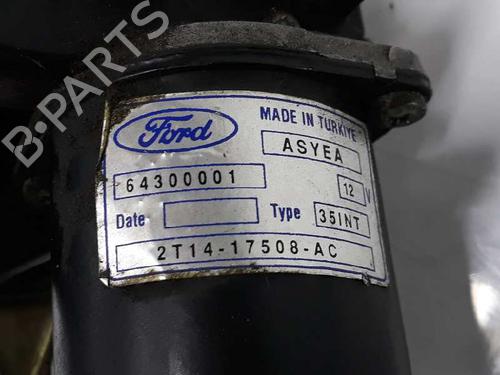 B-PARTS
Ford
MADE IN TURKIYE
ASYEA
64300001
12 V
Date Type 35INT
2T14-17508-AC